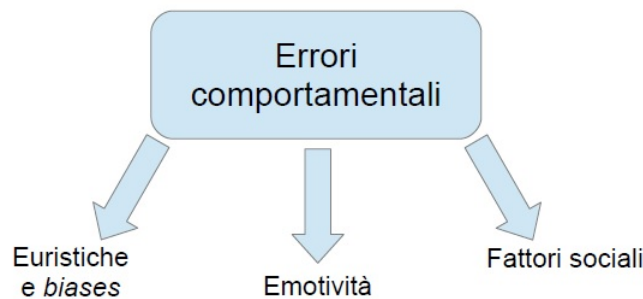 Errori
comportamentali
Euristiche
e biases
Emotività
Fattori sociali